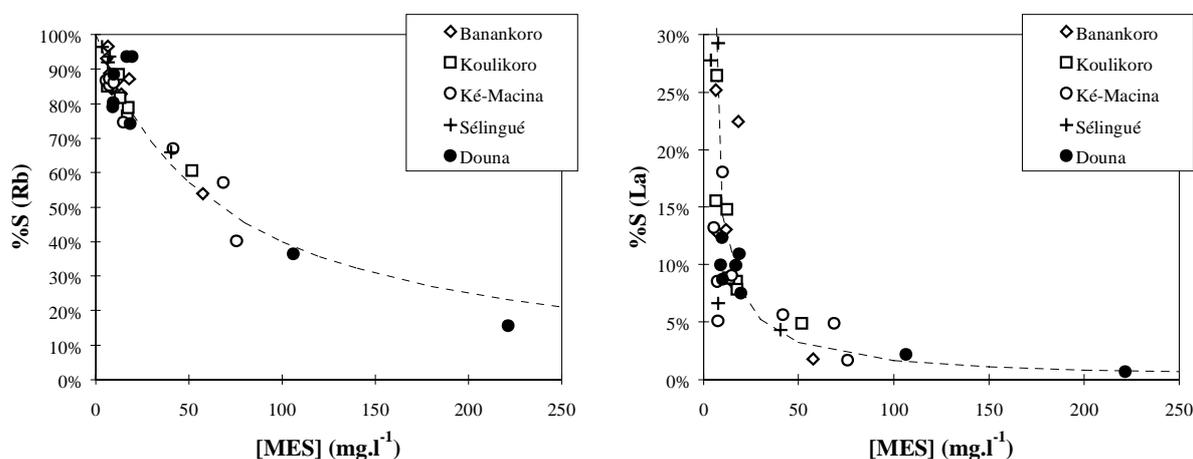 %S (Rb)
100%
90%
80%
70%
60%
50%
40%
30%
20%
10%
0%
0 50 100 150 200 250
[MES] (mg.l-1)
Banankoro
Koulikoro
Ké-Macina
Sélingué
Douna
%S (La)
30%
25%
20%
15%
10%
5%
0%
0 50 100 150 200 250
[MES] (mg.l-1)
Banankoro
Koulikoro
Ké-Macina
Sélingué
Douna